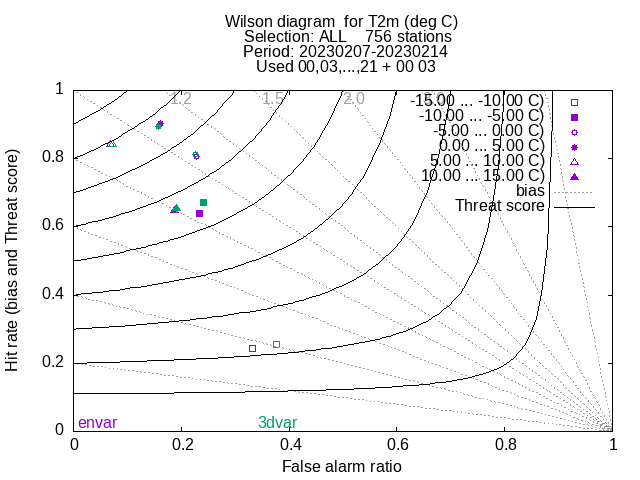 Wilson diagram  for T2m (deg C)
Selection: ALL    756 stations
Period: 20230207-20230214
Used 00,03,...,21 + 00 03
1.2
1.5
2.0
-15.00 ... -10.00 C)
-10.00 ... -5.00 C)
-5.00 ... 0.00 C)
0.00 ... 5.00 C)
5.00 ... 10.00 C)
10.00 ... 15.00 C)
bias
Threat score
Hit rate (bias and Threat score)
1
0.8
0.6
0.4
0.2
0
envar
3dvar
0
0.2
0.4
0.6
0.8
1
False alarm ratio